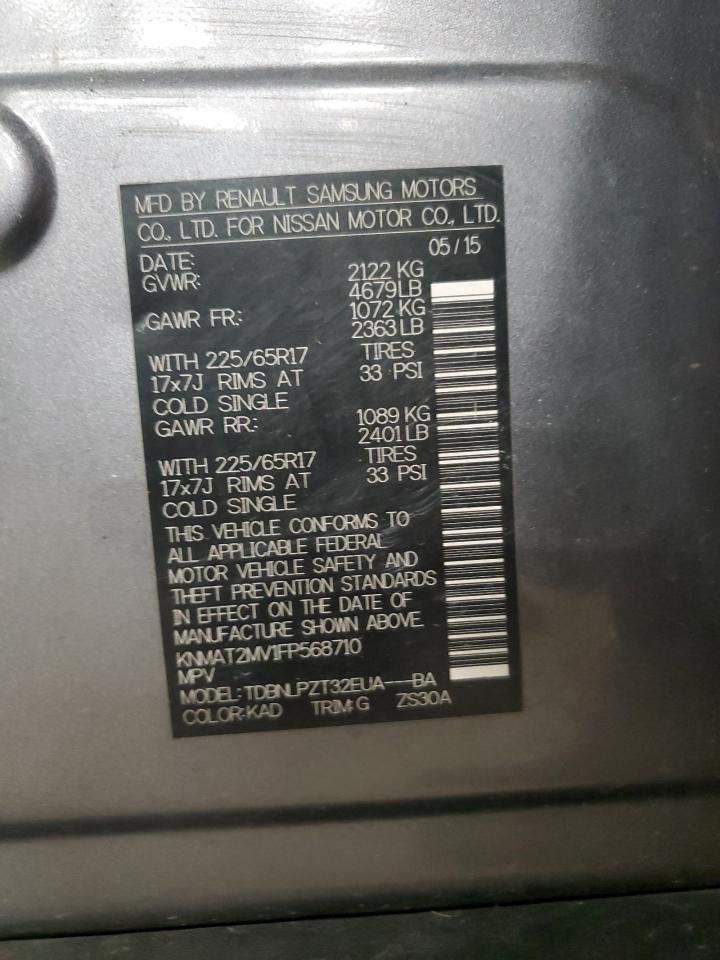 MFD BY RENAULT SAMSUNG MOTORS
CO., LTD. FOR NISSAN MOTOR CO., LTD.
DATE: 05/15
GVWR: 2122 KG
4679 LB
GAWR FR: 1072 KG
2363 LB
WITH 225/65R17 TIRES
17x7J RIMS AT 33 PSI
COLD SINGLE
GAWR RR: 1089 KG
2401 LB
WITH 225/65R17 TIRES
17x7J RIMS AT 33 PSI
COLD SINGLE
THIS VEHICLE CONFORMS TO
ALL APPLICABLE FEDERAL
MOTOR VEHICLE SAFETY AND
THEFT PREVENTION STANDARDS
IN EFFECT ON THE DATE OF
MANUFACTURE SHOWN ABOVE.
KNMAT2MV1FP568710
MPV
MODEL: TDBNLPZT32EUA---BA
COLOR:KAD TRIM:G ZS30A